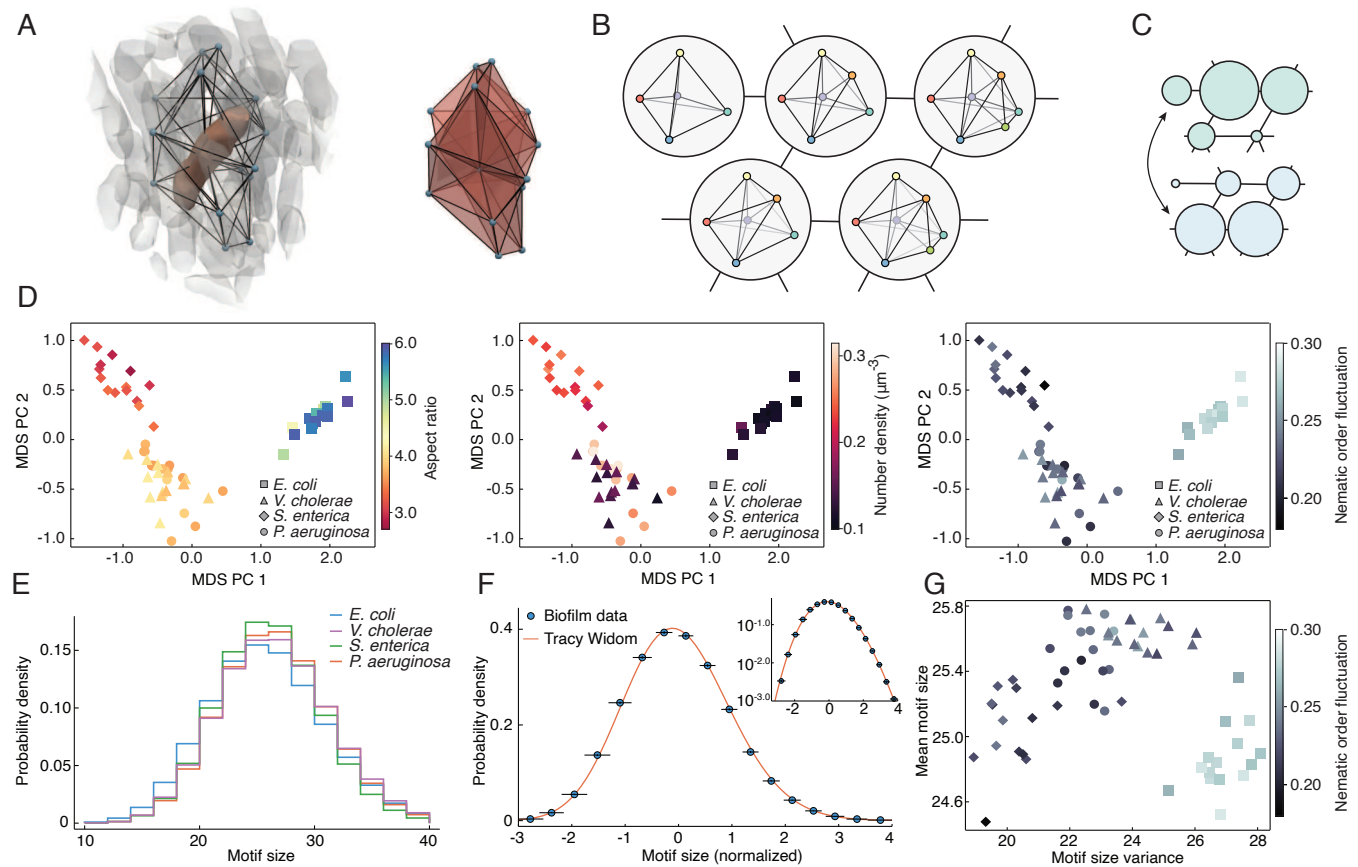 A
B
C
D
1.0
0.5
0.0
-0.5
-1.0
MDS PC 2
-1.0
0.0
1.0
2.0
MDS PC 1
E. coli
V. cholerae
S. enterica
P. aeruginosa
6.0
5.0
4.0
3.0
Aspect ratio
1.0
0.5
0.0
-0.5
-1.0
MDS PC 2
-1.0
0.0
1.0
2.0
MDS PC 1
E. coli
V. cholerae
S. enterica
P. aeruginosa
0.3
0.2
0.1
Number density (µm⁻³)
1.0
0.5
0.0
-0.5
-1.0
MDS PC 2
-1.0
0.0
1.0
2.0
MDS PC 1
E. coli
V. cholerae
S. enterica
P. aeruginosa
0.30
0.25
0.20
Nematic order fluctuation
E
E. coli
V. cholerae
S. enterica
P. aeruginosa
0.15
0.10
0.05
0
Probability density
10
20
30
40
Motif size
F
Biofilm data
Tracy Widom
0.4
0.2
0
Probability density
-3
-2
-1
0
1
2
3
4
Motif size (normalized)
10-1.0
10-2.0
10-3.0
-2
0
2
4
G
25.8
25.4
25.0
24.6
Mean motif size
20
22
24
26
28
Motif size variance
0.30
0.25
0.20
Nematic order fluctuation